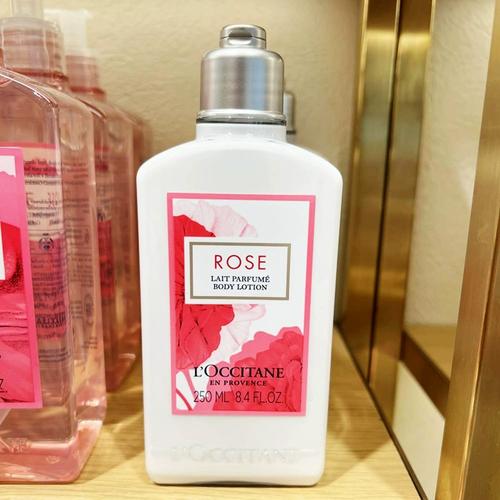 ROSE
LAIT PARFUMÉ
BODY LOTION
L'OCCITANE
EN PROVENCE
250 ML 8.4 FL.OZ.
L'OCCITANE